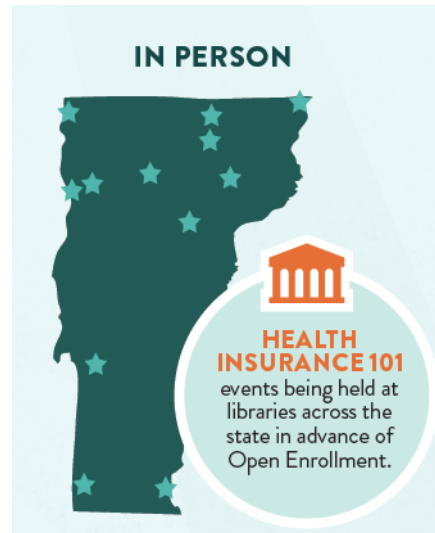 IN PERSON
HEALTH
INSURANCE 101
events being held at
libraries across the
state in advance of
Open Enrollment.